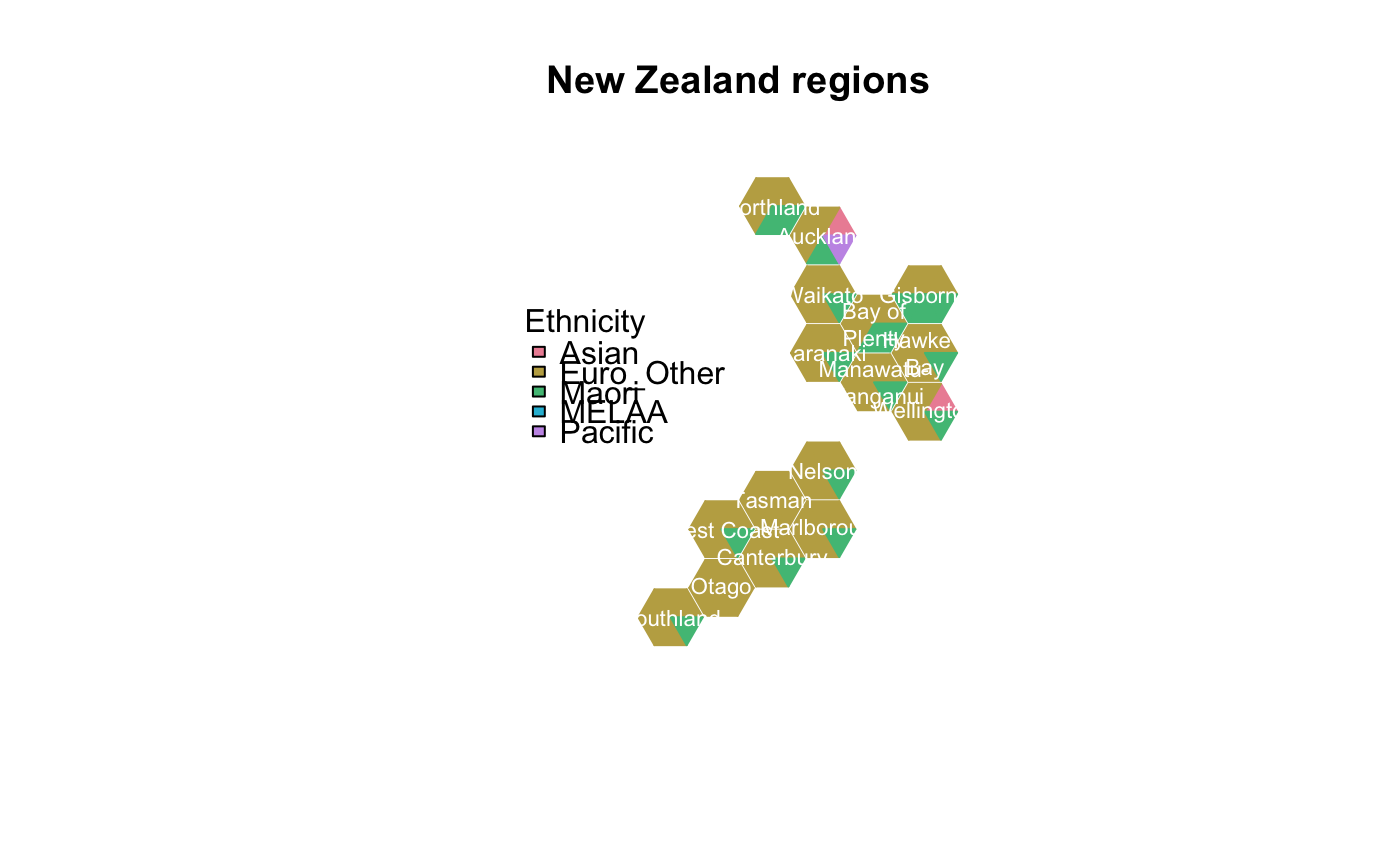 New Zealand regions
orthland
Aucklan
Waikato
Gisborn
Bay of
Plenty
Hawke
Bay
aranaki
Manawatu-
anganui
Wellingto
Ethnicity
Asian
Euro_Other
Maori
MELAA
Pacific
Nelson
Tasman
est Coast
Marlborou
Canterbury
Otago
outhland